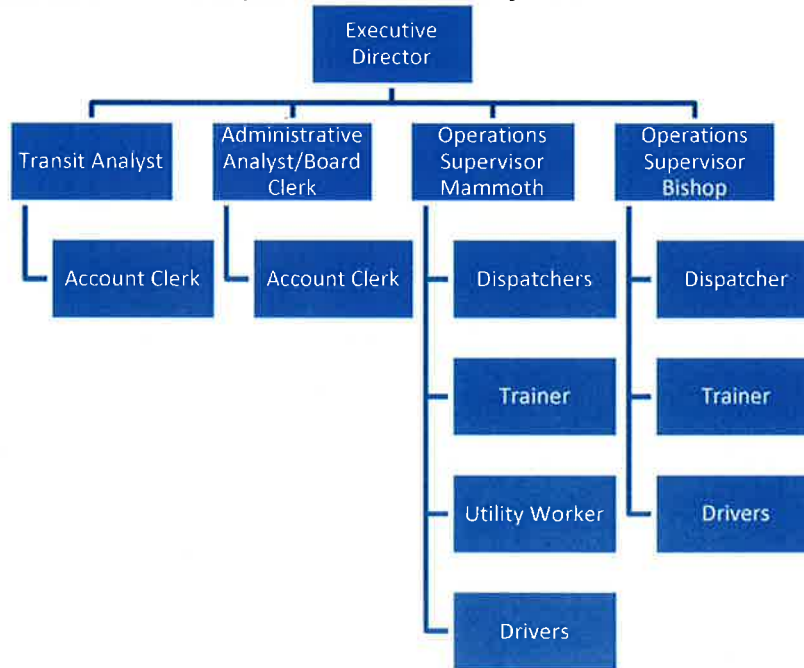 Executive
Director
Transit Analyst
Administrative
Analyst/Board
Clerk
Operations
Supervisor
Mammoth
Operations
Supervisor
Bishop
Account Clerk
Account Clerk
Dispatchers
Dispatcher
Trainer
Trainer
Utility Worker
Drivers
Drivers